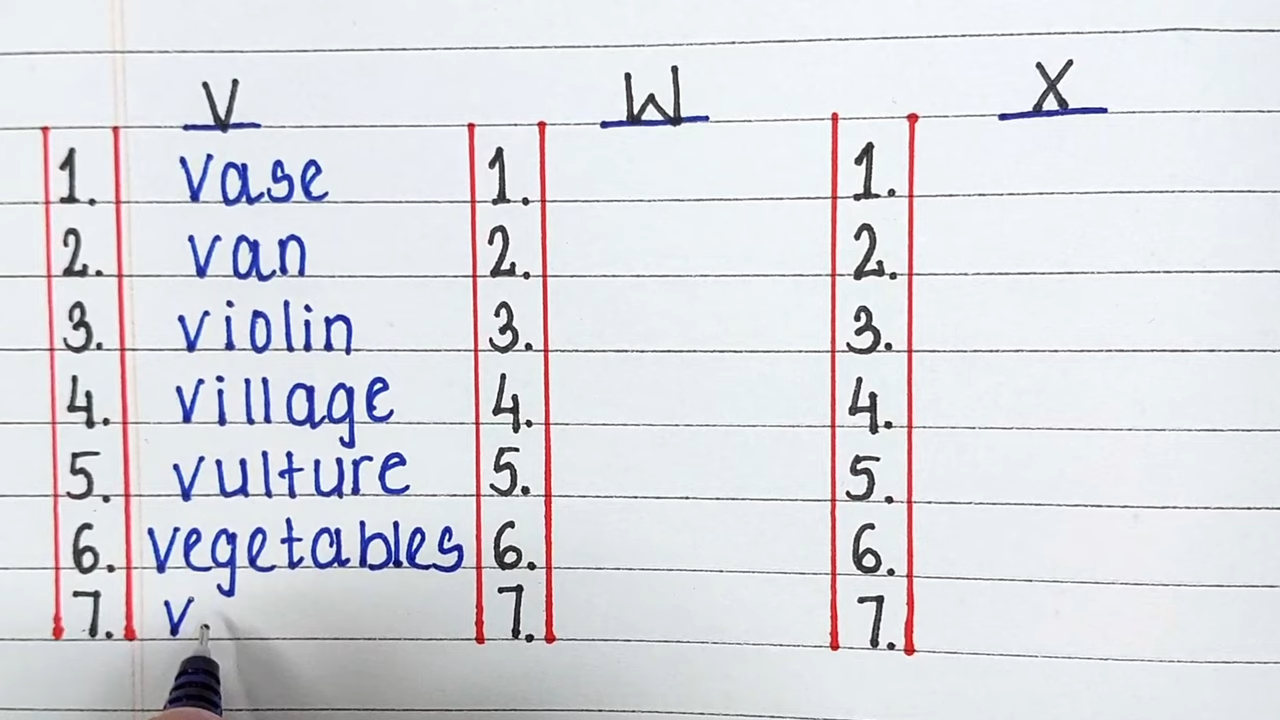 V W X
1. vase 1. 1.
2. van 2. 2.
3. violin 3. 3.
4. village 4. 4.
5. vulture 5. 5.
6. vegetables 6. 6.
7. v 7. 7.